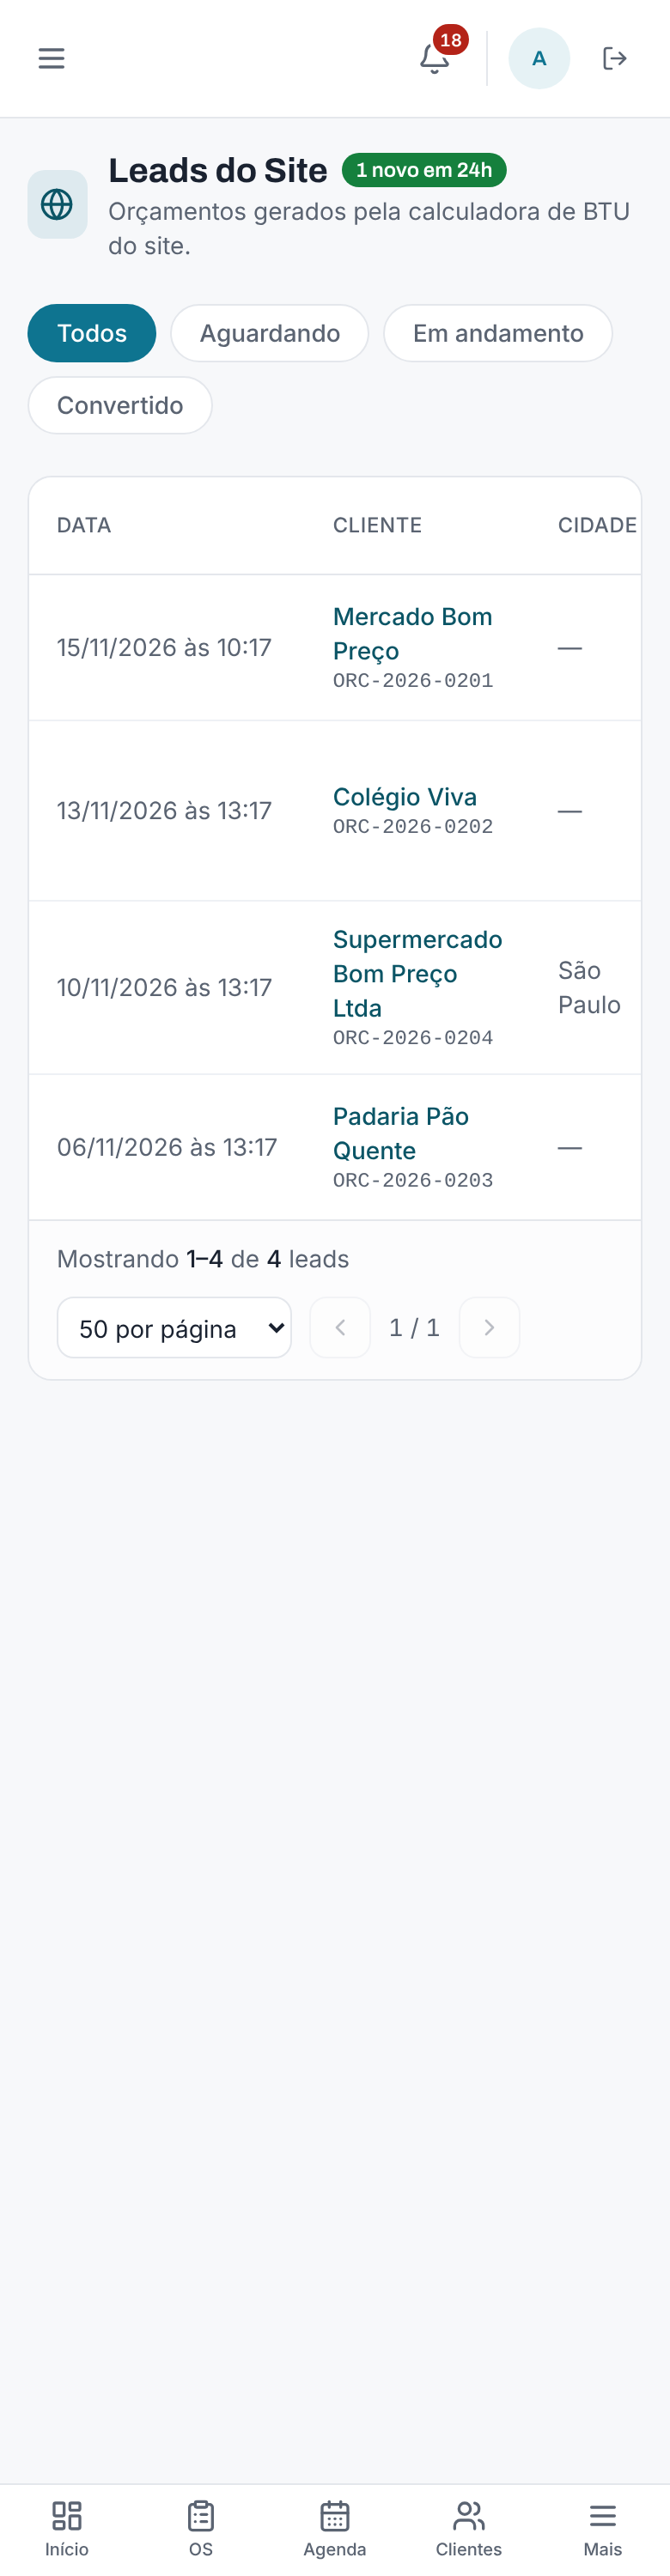 18
A
Leads do Site
1 novo em 24h
Orçamentos gerados pela calculadora de BTU
do site.
Todos
Aguardando
Em andamento
Convertido
DATA
CLIENTE
CIDADE
15/11/2026 às 10:17
Mercado Bom
Preço
ORC-2026-0201
—
13/11/2026 às 13:17
Colégio Viva
ORC-2026-0202
—
10/11/2026 às 13:17
Supermercado
Bom Preço
Ltda
ORC-2026-0204
São
Paulo
06/11/2026 às 13:17
Padaria Pão
Quente
ORC-2026-0203
—
Mostrando 1–4 de 4 leads
50 por página
1 / 1
Início
OS
Agenda
Clientes
Mais